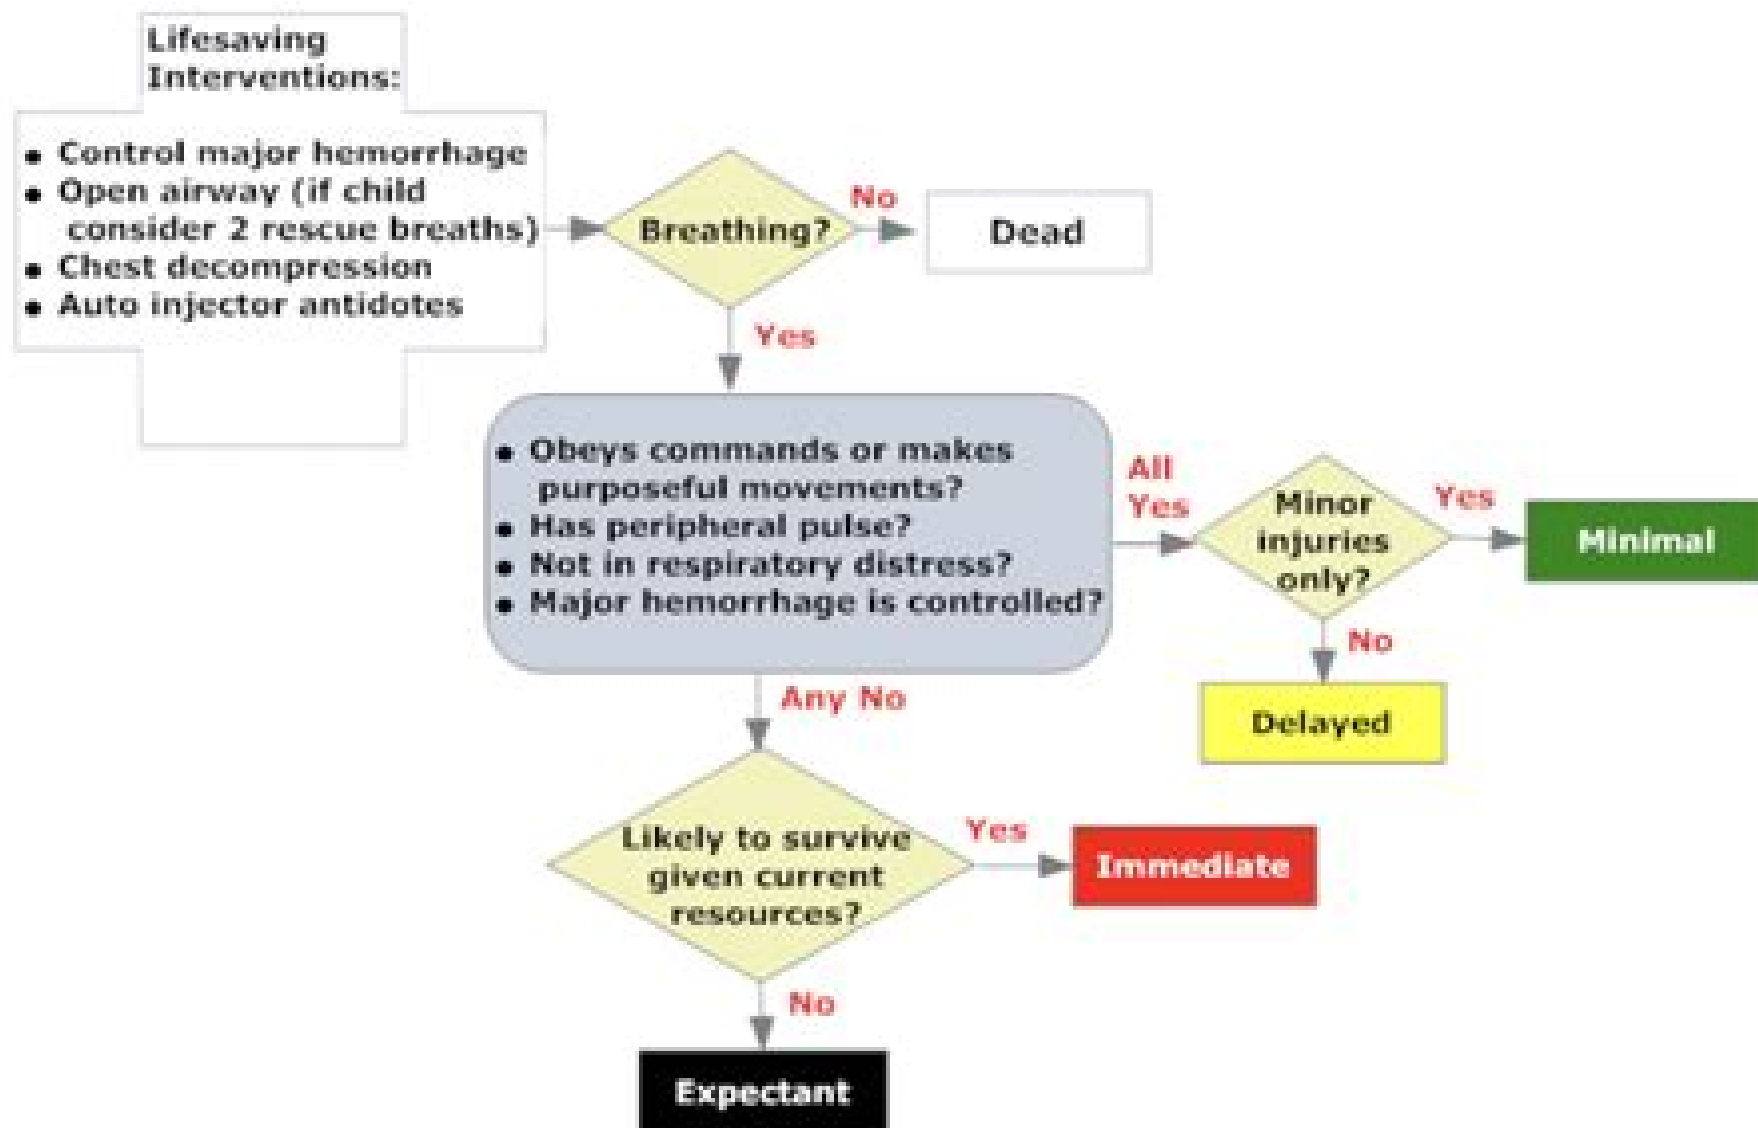 Lifesaving
Interventions:
• Control major hemorrhage
• Open airway (if child
consider 2 rescue breaths)
• Chest decompression
• Auto injector antidotes
Breathing?
No
Dead
Yes
• Obeys commands or makes
purposeful movements?
• Has peripheral pulse?
• Not in respiratory distress?
• Major hemorrhage is controlled?
All
Yes
Minor
injuries
only?
Yes
Minimal
No
Delayed
Any No
Likely to survive
given current
resources?
Yes
Immediate
No
Expectant